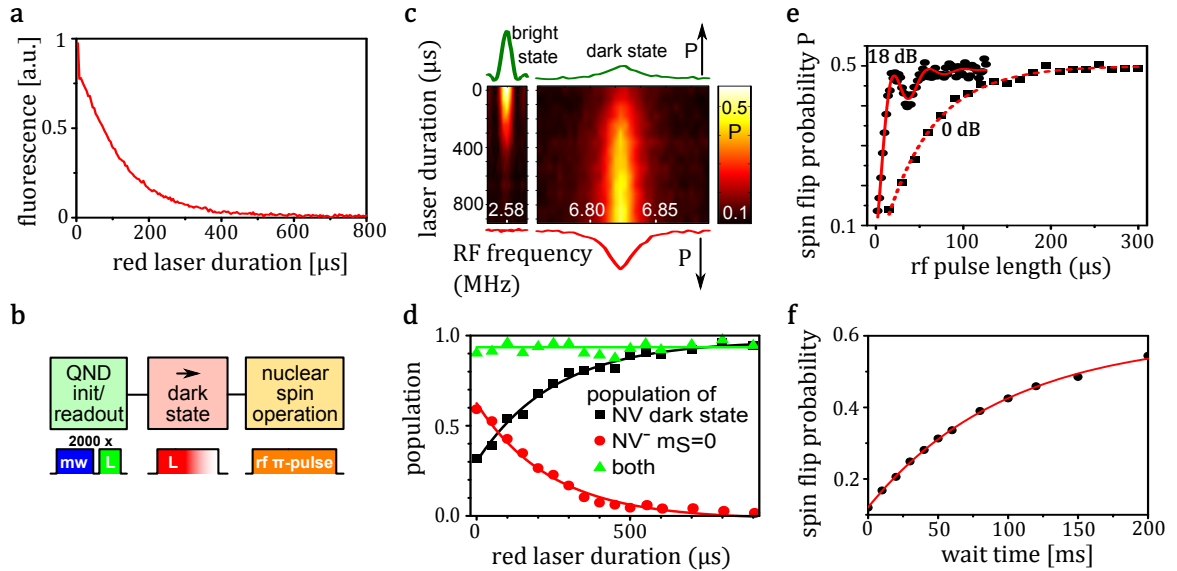 a
fluorescence [a.u.]
1
0.5
0
0
200
400
600
800
red laser duration [µs]
b
QND
init/
readout
dark
state
nuclear
spin
operation
2000 x
mw
L
L
rf π-pulse
c
bright
state
dark state
P
laser duration (µs)
0
400
800
2.58
6.80
6.85
0.5
P
0.1
RF frequency
(MHz)
P
d
population
1.0
0.5
0.0
0
500
population of
NV dark state
NV⁻ mS=0
both
red laser duration (µs)
e
spin flip probability P
0.5
0.1
18 dB
0 dB
0
50
100
150
200
250
300
rf pulse length (µs)
f
spin flip probability
0.6
0.4
0.2
0
50
100
150
200
wait time [ms]